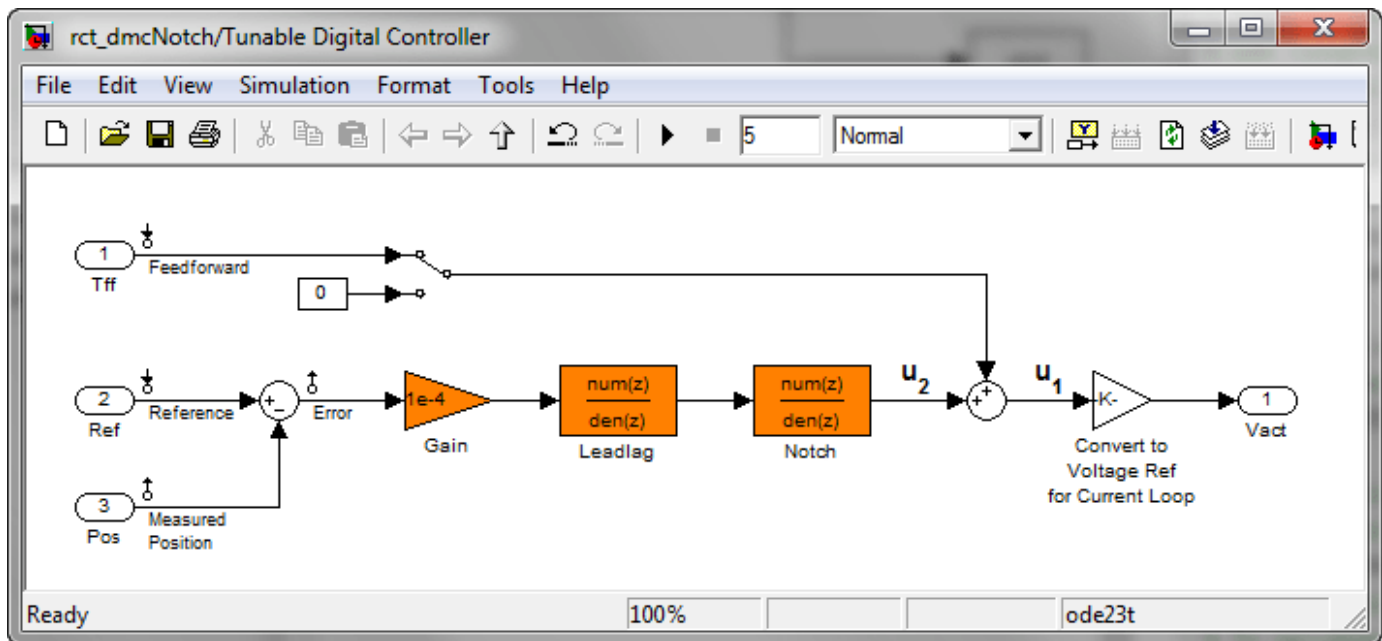 rct_dmcNotch/Tunable Digital Controller
File Edit View Simulation Format Tools Help
5 Normal
1
Tff
Feedforward
0
2
Ref
Reference
2
Error
1e-4
Gain
num(z)
den(z)
Leadlag
num(z)
den(z)
Notch
u2
u1
-K-
Convert to
Voltage Ref
for Current Loop
1
Vact
3
Pos
Measured
Position
Ready 100% ode23t